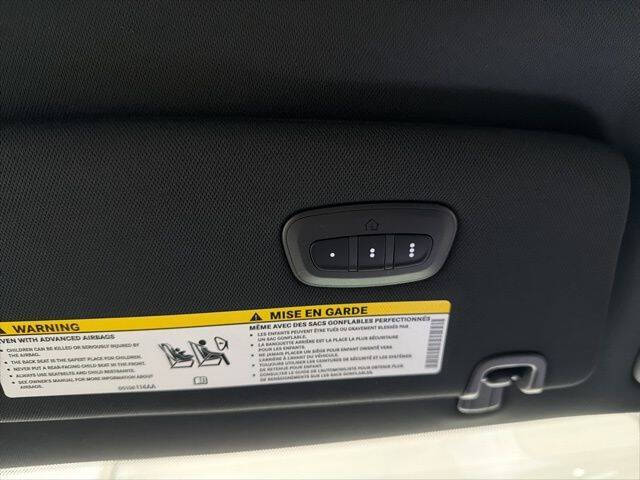 WARNING
EVEN WITH ADVANCED AIRBAGS
CHILDREN CAN BE KILLED OR SERIOUSLY INJURED BY
THE AIRBAG.
• THE BACK SEAT IS THE SAFEST PLACE FOR CHILDREN.
• NEVER PUT A REAR-FACING CHILD SEAT IN THE FRONT.
• ALWAYS USE SEATBELTS AND CHILD RESTRAINTS.
• SEE OWNER'S MANUAL FOR MORE INFORMATION ABOUT
AIRBAGS.
MISE EN GARDE
MÊME AVEC DES SACS GONFLABLES PERFECTIONNÉS
• LES ENFANTS PEUVENT ÊTRE TUÉS OU GRAVEMENT BLESSÉS PAR
UN SAC GONFLABLE.
• LA BANQUETTE ARRIÈRE EST LA PLACE LA PLUS SÉCURITAIRE
POUR LES ENFANTS.
• NE JAMAIS PLACER UN SIÈGE POUR ENFANT ORIENTÉ VERS
L'ARRIÈRE À L'AVANT DU VÉHICULE.
• TOUJOURS UTILISER LES CEINTURES DE SÉCURITÉ ET LES SYSTÈMES
DE RETENUE POUR ENFANT.
• CONSULTER LE GUIDE DE L'AUTOMOBILISTE POUR PLUS
DE RENSEIGNEMENTS SUR LES SACS GONFLABLES.